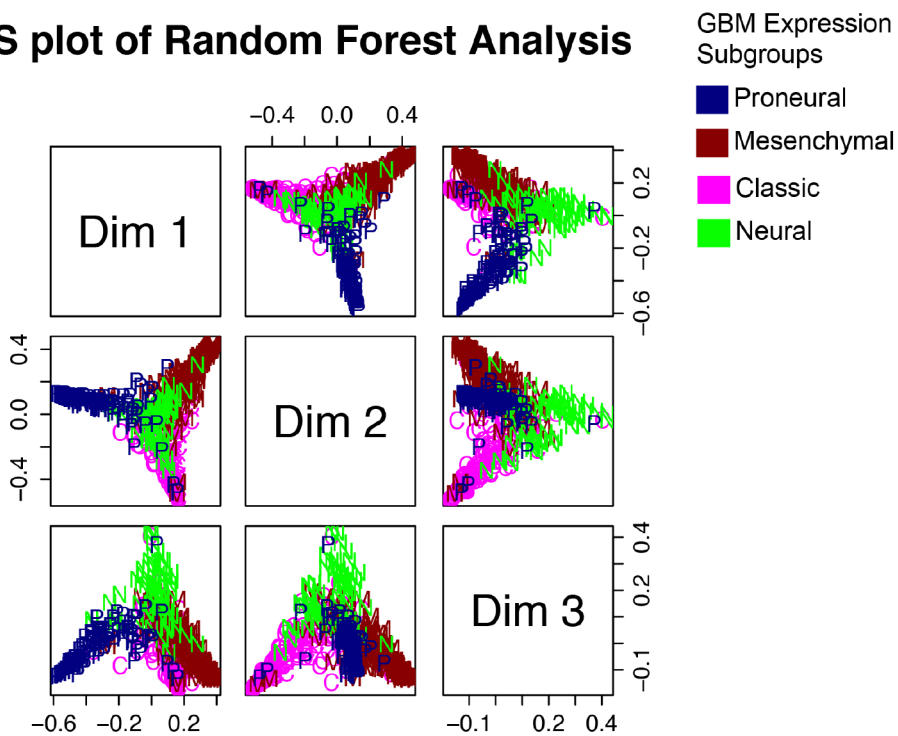 S plot of Random Forest Analysis
GBM Expression
Subgroups
Proneural
Mesenchymal
Classic
Neural
−0.4 0.0 0.4
Dim 1
0.2
−0.2
−0.6
0.4
0.0
−0.4
Dim 2
Dim 3
0.4
0.2
−0.1
−0.6 −0.2 0.2
−0.1 0.2 0.4